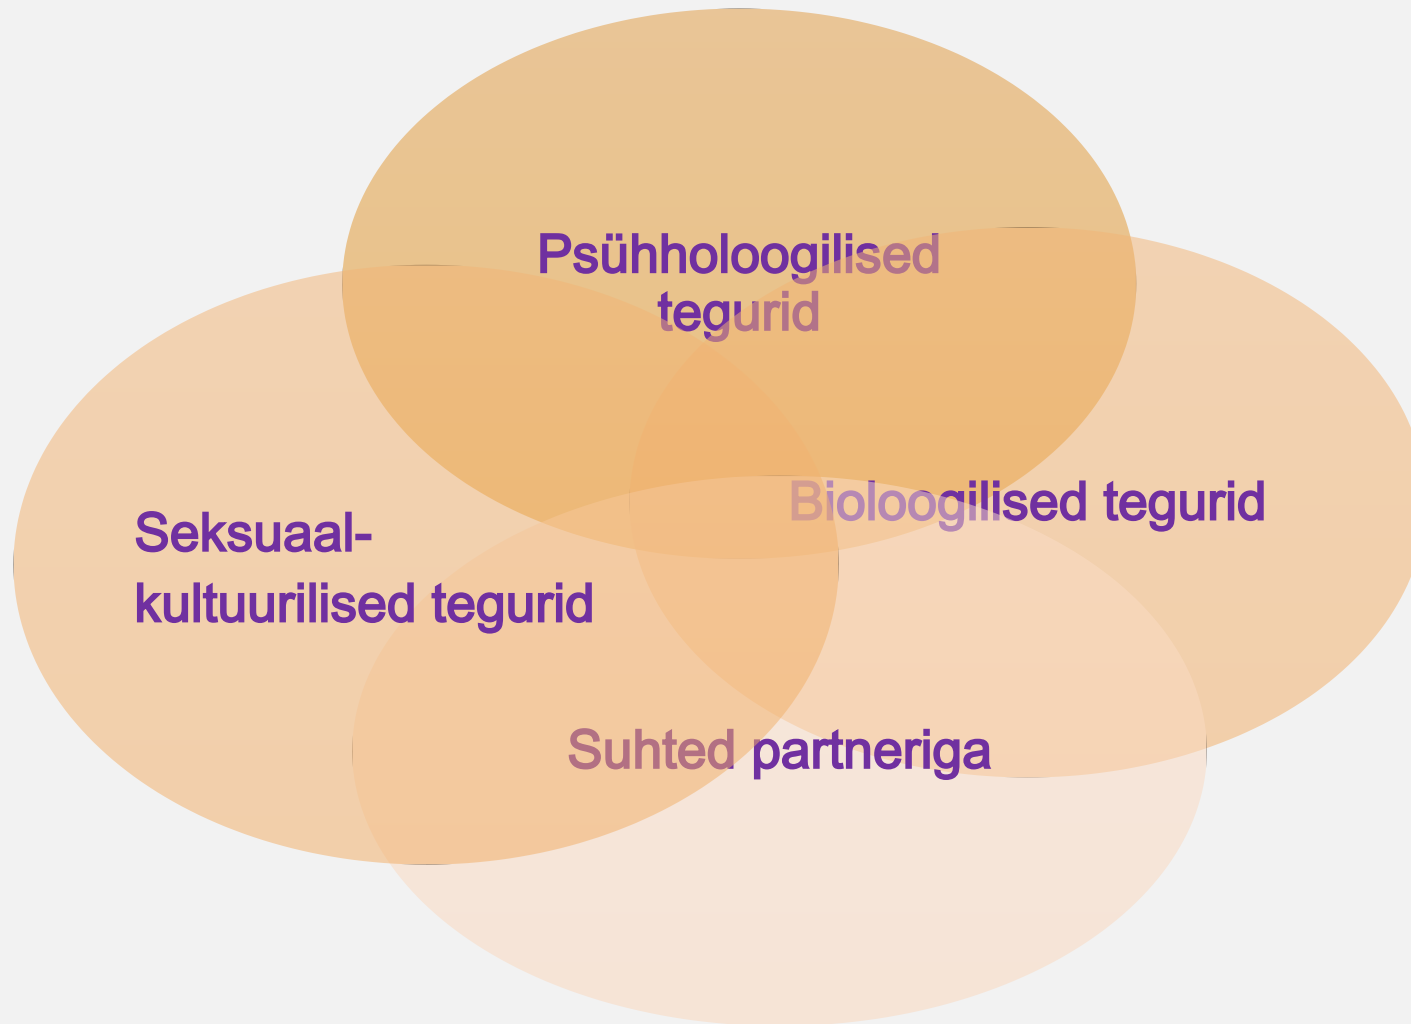 Psühholoogilised
tegurid
Bioloogilised tegurid
Seksuaal-
kultuurilised tegurid
Suhted partneriga